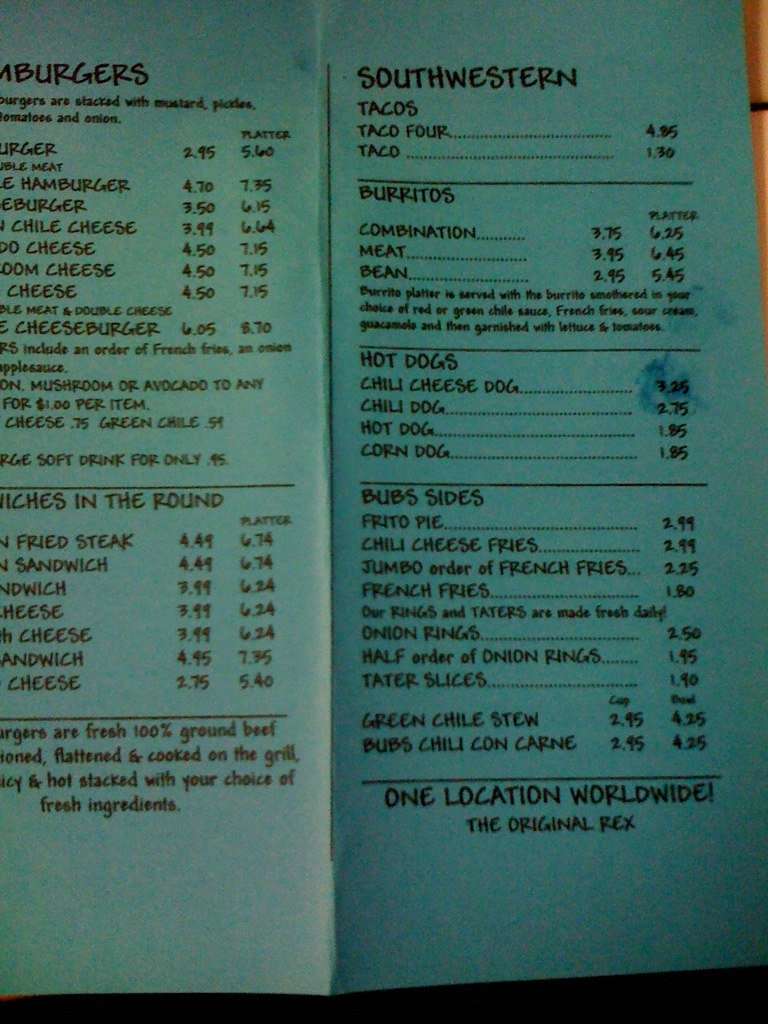 MBURGERS
burgers are stacked with mustard, pickles,
tomatoes and onion.
PLATTER
URGER 2.95 5.60
UBLE MEAT
E HAMBURGER 4.70 7.35
EBURGER 3.50 6.15
N CHILE CHEESE 3.99 6.64
DO CHEESE 4.50 7.15
OOM CHEESE 4.50 7.15
CHEESE 4.50 7.15
BLE MEAT & DOUBLE CHEESE
E CHEESEBURGER 6.05 8.70
RS include an order of French fries, an onion
applesauce.
ON, MUSHROOM OR AVOCADO TO ANY
FOR $1.00 PER ITEM.
CHEESE .75 GREEN CHILE .59
RGE SOFT DRINK FOR ONLY .95.
WICHES IN THE ROUND
PLATTER
N FRIED STEAK 4.49 6.74
N SANDWICH 4.49 6.74
NDWICH 3.99 6.24
HEESE 3.99 6.24
h CHEESE 3.99 6.24
SANDWICH 4.95 7.35
CHEESE 2.75 5.40
urgers are fresh 100% ground beef
ioned, flattened & cooked on the grill,
icy & hot stacked with your choice of
fresh ingredients.
SOUTHWESTERN
TACOS
TACO FOUR 4.85
TACO 1.30
BURRITOS
PLATTER
COMBINATION 3.75 6.25
MEAT 3.95 6.45
BEAN 2.95 5.45
Burrito platter is served with the burrito smothered in your
choice of red or green chile sauce, French fries, sour cream,
guacamole and then garnished with lettuce & tomatoes.
HOT DOGS
CHILI CHEESE DOG 3.25
CHILI DOG 2.75
HOT DOG 1.85
CORN DOG 1.85
BUBS SIDES
FRITO PIE 2.99
CHILI CHEESE FRIES 2.99
JUMBO order of FRENCH FRIES... 2.25
FRENCH FRIES 1.80
Our RINGS and TATERS are made fresh daily!
ONION RINGS 2.50
HALF order of ONION RINGS 1.95
TATER SLICES 1.90
Cup Bowl
GREEN CHILE STEW 2.95 4.25
BUBS CHILI CON CARNE 2.95 4.25
ONE LOCATION WORLDWIDE!
THE ORIGINAL REX